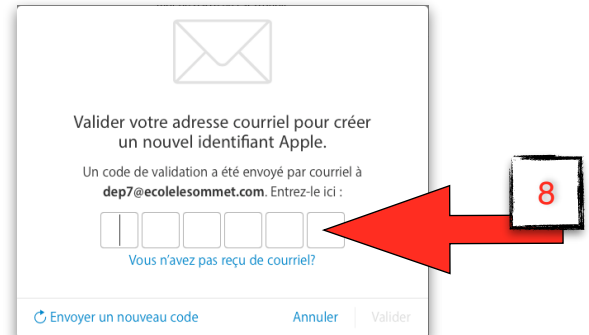 Valider votre adresse courriel pour créer
un nouvel identifiant Apple.
Un code de validation a été envoyé par courriel à
dep7@ecolelesommet.com. Entrez-le ici :
8
Vous n’avez pas reçu de courriel?
Envoyer un nouveau code
Annuler
Valider